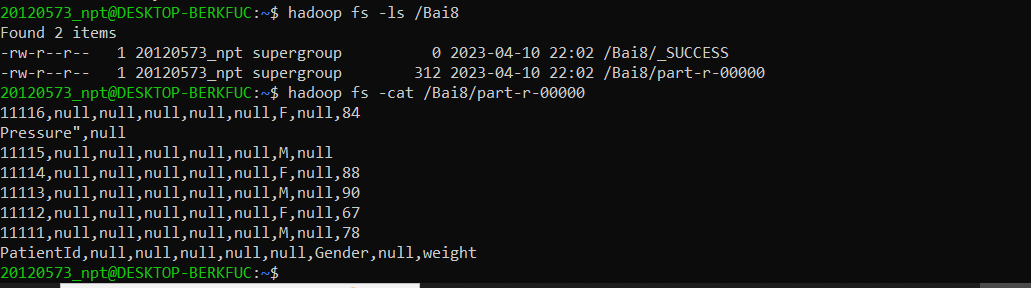 20120573_npt@DESKTOP-BERKFUC:~$ hadoop fs -ls /Bai8
Found 2 items
-rw-r--r--   1 20120573_npt supergroup          0 2023-04-10 22:02 /Bai8/_SUCCESS
-rw-r--r--   1 20120573_npt supergroup        312 2023-04-10 22:02 /Bai8/part-r-00000
20120573_npt@DESKTOP-BERKFUC:~$ hadoop fs -cat /Bai8/part-r-00000
11116,null,null,null,null,null,F,null,84
Pressure",null
11115,null,null,null,null,null,M,null
11114,null,null,null,null,null,F,null,88
11113,null,null,null,null,null,M,null,90
11112,null,null,null,null,null,F,null,67
11111,null,null,null,null,null,M,null,78
PatientId,null,null,null,null,null,Gender,null,weight
20120573_npt@DESKTOP-BERKFUC:~$